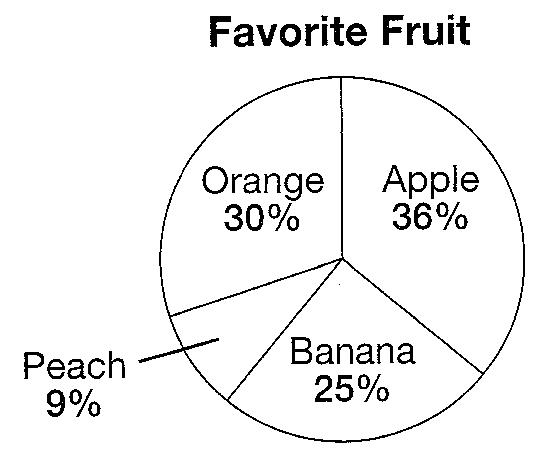 Favorite Fruit
Orange
30%
Apple
36%
Peach
9%
Banana
25%